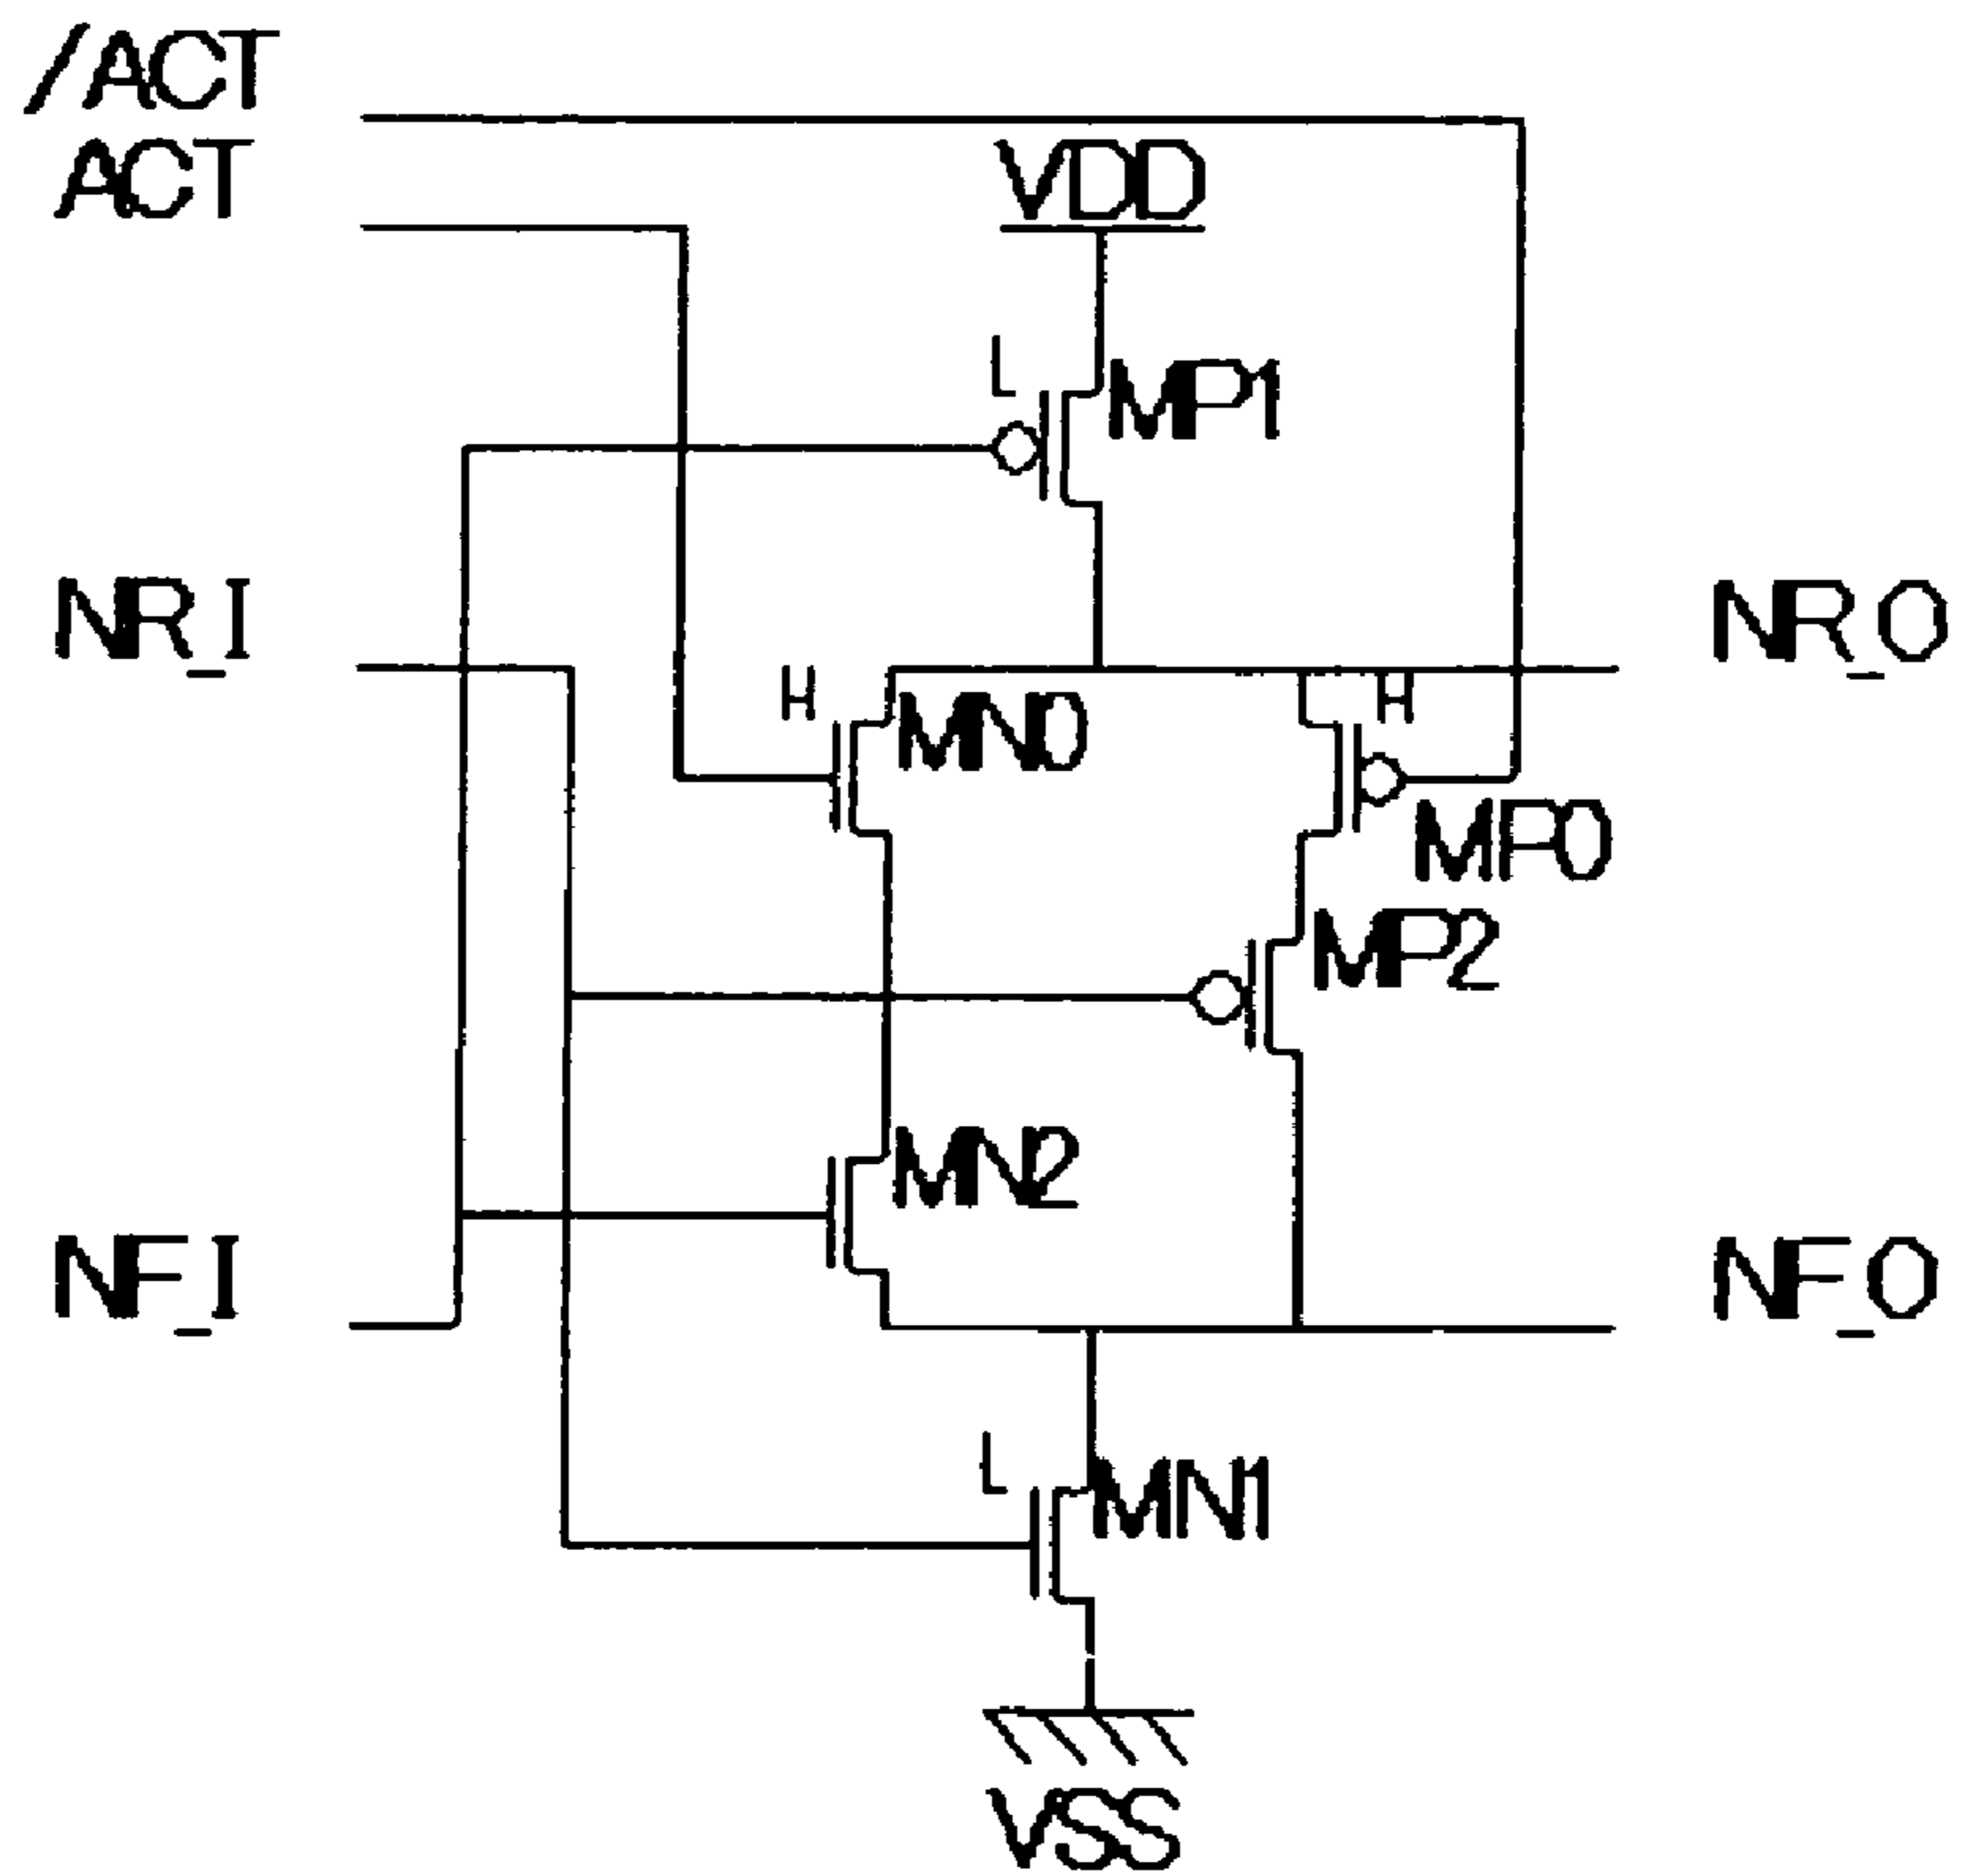 /ACT
ACT
VDD
L
MP1
NR_I
NR_O
H
MN0
H
MP0
MP2
MN2
NF_I
NF_O
L
MN1
VSS